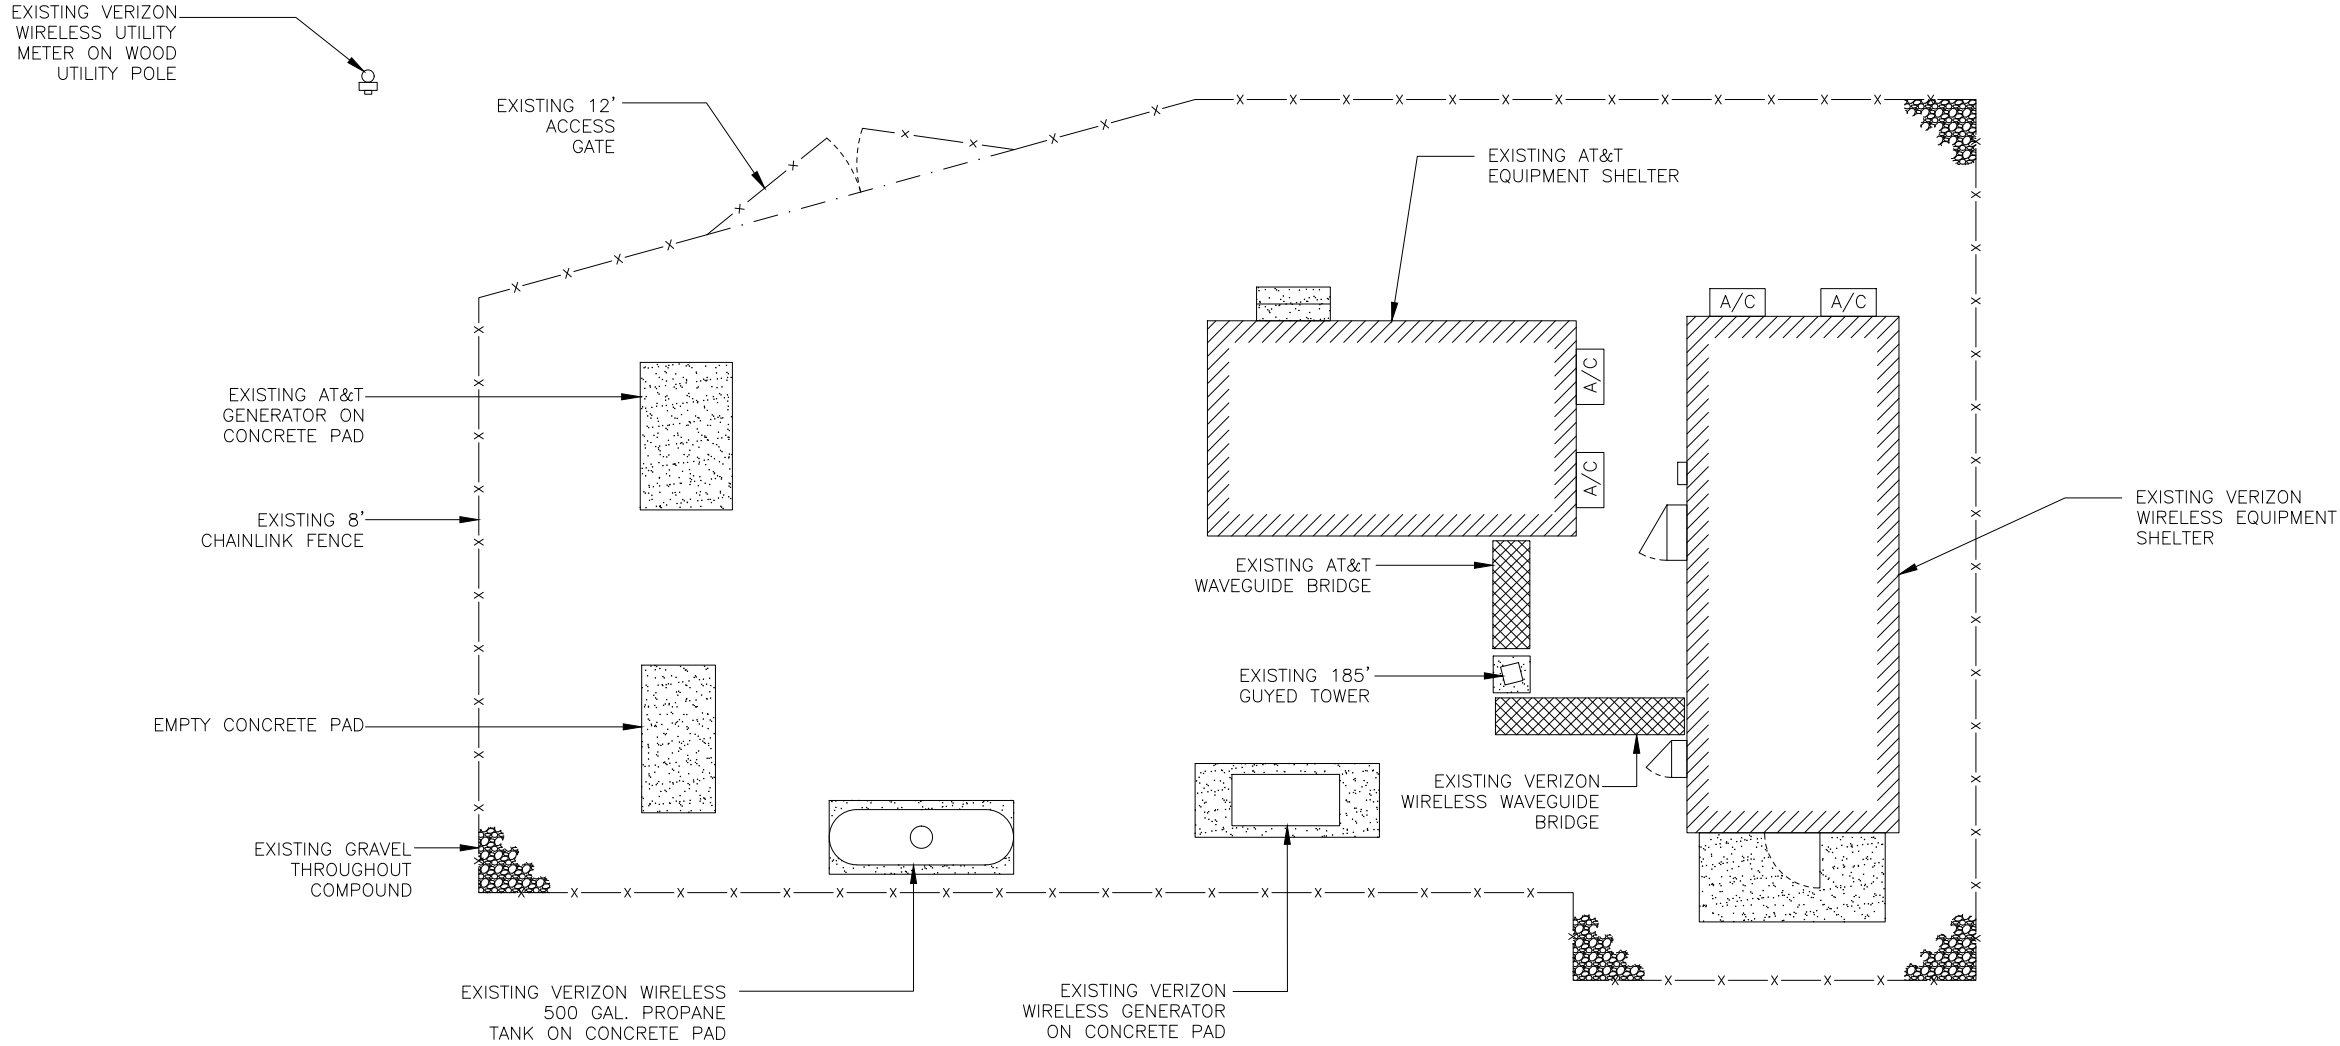 EXISTING VERIZON
WIRELESS UTILITY
METER ON WOOD
UTILITY POLE
EXISTING 12'
ACCESS
GATE
EXISTING AT&T
EQUIPMENT SHELTER
A/C
A/C
A/C
A/C
EXISTING AT&T
GENERATOR ON
CONCRETE PAD
EXISTING 8'
CHAINLINK FENCE
EXISTING VERIZON
WIRELESS EQUIPMENT
SHELTER
EXISTING AT&T
WAVEGUIDE BRIDGE
EXISTING 185'
GUYED TOWER
EMPTY CONCRETE PAD
EXISTING VERIZON
WIRELESS WAVEGUIDE
BRIDGE
EXISTING GRAVEL
THROUGHOUT
COMPOUND
EXISTING VERIZON WIRELESS
500 GAL. PROPANE
TANK ON CONCRETE PAD
EXISTING VERIZON
WIRELESS GENERATOR
ON CONCRETE PAD